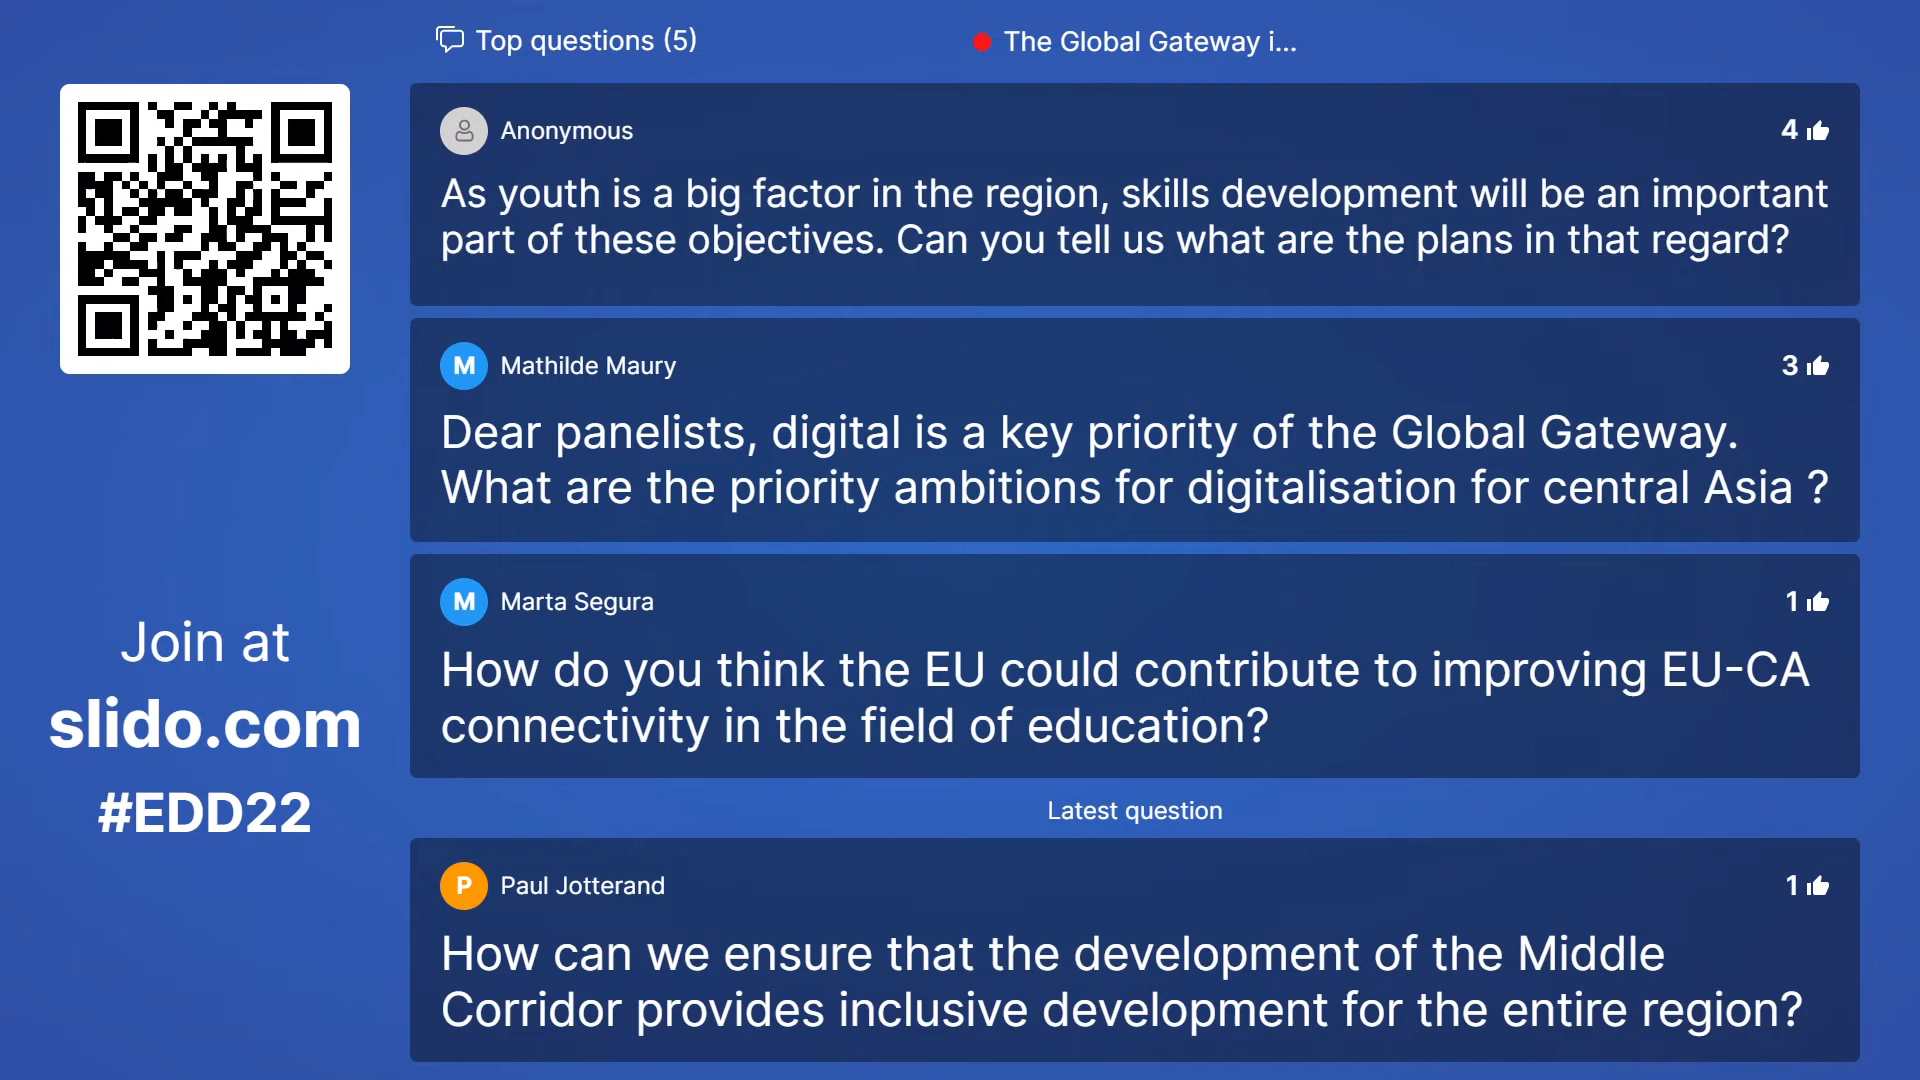 Top questions (5)
The Global Gateway i...
Anonymous
4
As youth is a big factor in the region, skills development will be an important
part of these objectives. Can you tell us what are the plans in that regard?
M
Mathilde Maury
3
Dear panelists, digital is a key priority of the Global Gateway.
What are the priority ambitions for digitalisation for central Asia ?
M
Marta Segura
1
How do you think the EU could contribute to improving EU-CA
connectivity in the field of education?
Latest question
P
Paul Jotterand
1
How can we ensure that the development of the Middle
Corridor provides inclusive development for the entire region?
Join at
slido.com
#EDD22